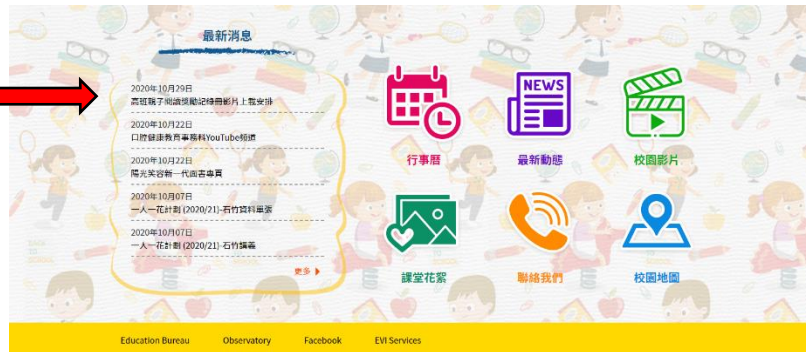 最新消息
2020年10月29日
高班親子閱讀獎勵記錄冊影片上載安排
2020年10月22日
口腔健康教育事務科YouTube頻道
2020年10月22日
陽光笑容新一代面書專頁
2020年10月07日
一人一花計劃 (2020/21)-石竹資料單張
2020年10月07日
一人一花計劃 (2020/21)-石竹講義
更多
NEWS
行事曆
最新動態
校園影片
課堂花絮
聯絡我們
校園地圖
Education Bureau
Observatory
Facebook
EVI Services